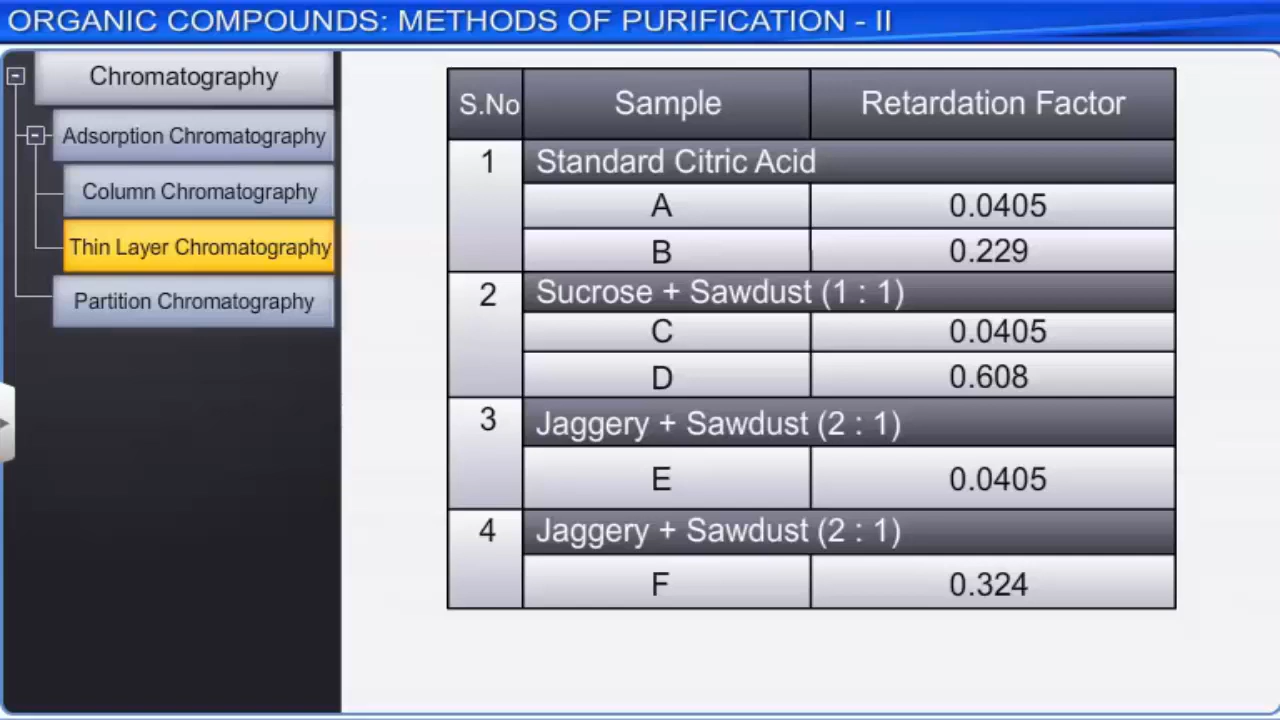 ORGANIC COMPOUNDS: METHODS OF PURIFICATION - II
Chromatography
Adsorption Chromatography
Column Chromatography
Thin Layer Chromatography
Partition Chromatography
S.No Sample Retardation Factor
1 Standard Citric Acid
A 0.0405
B 0.229
2 Sucrose + Sawdust (1 : 1)
C 0.0405
D 0.608
3 Jaggery + Sawdust (2 : 1)
E 0.0405
4 Jaggery + Sawdust (2 : 1)
F 0.324